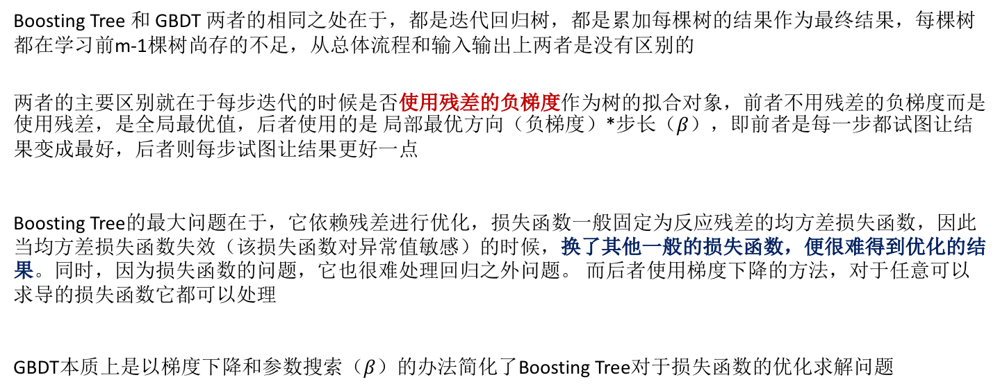 Boosting Tree 和 GBDT 两者的相同之处在于，都是迭代回归树，都是累加每棵树的结果作为最终结果，每棵树
都在学习前m-1棵树尚存的不足，从总体流程和输入输出上两者是没有区别的
两者的主要区别就在于每步迭代的时候是否使用残差的负梯度作为树的拟合对象，前者不用残差的负梯度而是
使用残差，是全局最优值，后者使用的是 局部最优方向（负梯度）*步长（𝛽），即前者是每一步都试图让结
果变成最好，后者则每步试图让结果更好一点
Boosting Tree的最大问题在于，它依赖残差进行优化，损失函数一般固定为反应残差的均方差损失函数，因此
当均方差损失函数失效（该损失函数对异常值敏感）的时候，换了其他一般的损失函数，便很难得到优化的结
果。同时，因为损失函数的问题，它也很难处理回归之外问题。 而后者使用梯度下降的方法，对于任意可以
求导的损失函数它都可以处理
GBDT本质上是以梯度下降和参数搜索（𝛽）的办法简化了Boosting Tree对于损失函数的优化求解问题